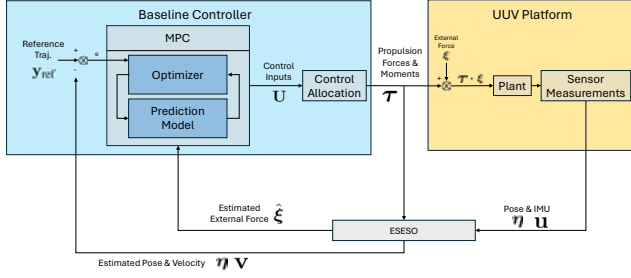 Baseline Controller
UUV Platform
Reference
Traj.
y_ref
+
-
e
MPC
Optimizer
Prediction
Model
Control
Inputs
U
Control
Allocation
Propulsion
Forces &
Moments
τ
External
Force
ξ
+
τ + ξ
Plant
Sensor
Measurements
Estimated
External Force ξ̂
Pose & IMU
η u
ESESO
Estimated Pose & Velocity η v